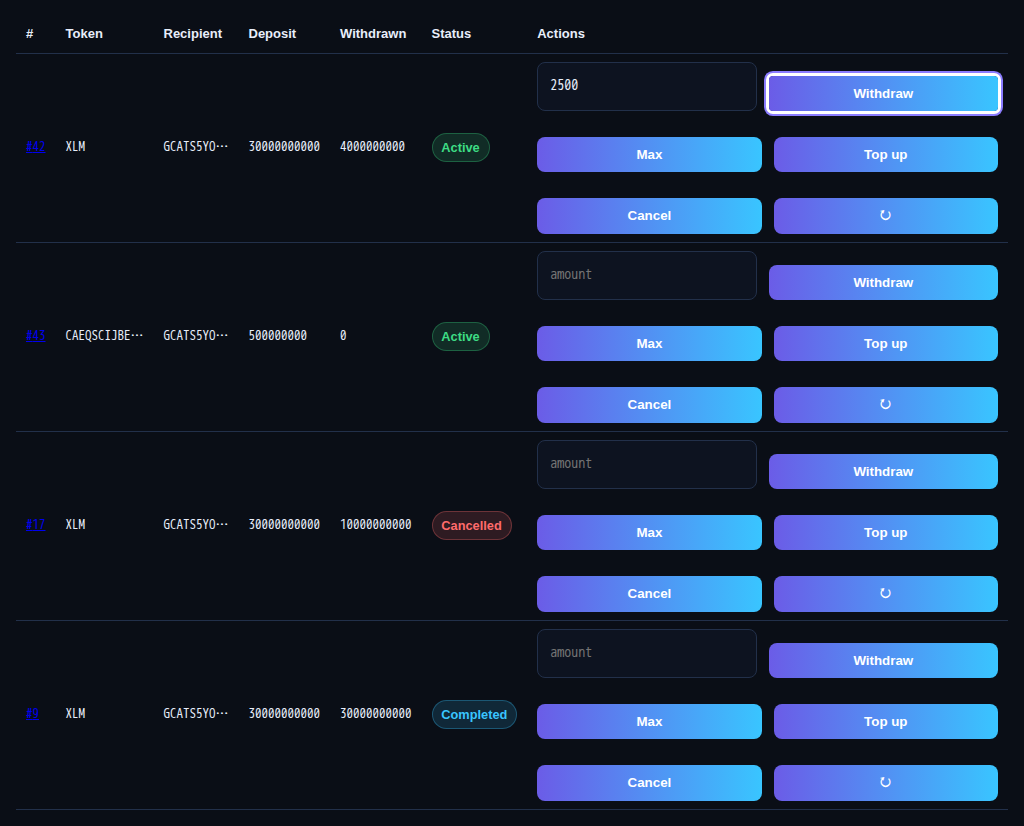 # Token Recipient Deposit Withdrawn Status Actions
2500 Withdraw
#42 XLM GCATS5YO… 30000000000 4000000000 Active Max Top up
Cancel ↻
amount Withdraw
#43 CAEQSCIJBE… GCATS5YO… 500000000 0 Active Max Top up
Cancel ↻
amount Withdraw
#17 XLM GCATS5YO… 30000000000 10000000000 Cancelled Max Top up
Cancel ↻
amount Withdraw
#9 XLM GCATS5YO… 30000000000 30000000000 Completed Max Top up
Cancel ↻